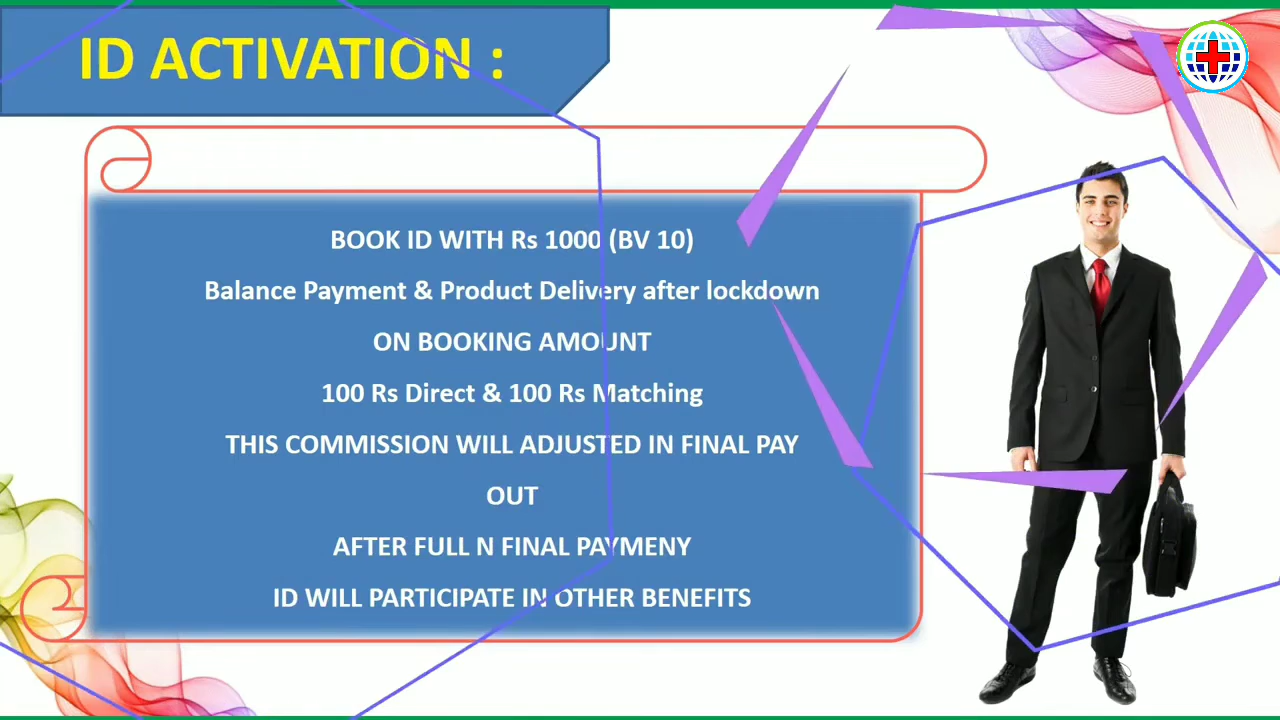 ID ACTIVATION :
BOOK ID WITH Rs 1000 (BV 10)
Balance Payment & Product Delivery after lockdown
ON BOOKING AMOUNT
100 Rs Direct & 100 Rs Matching
THIS COMMISSION WILL ADJUSTED IN FINAL PAY
OUT
AFTER FULL N FINAL PAYMENY
ID WILL PARTICIPATE IN OTHER BENEFITS